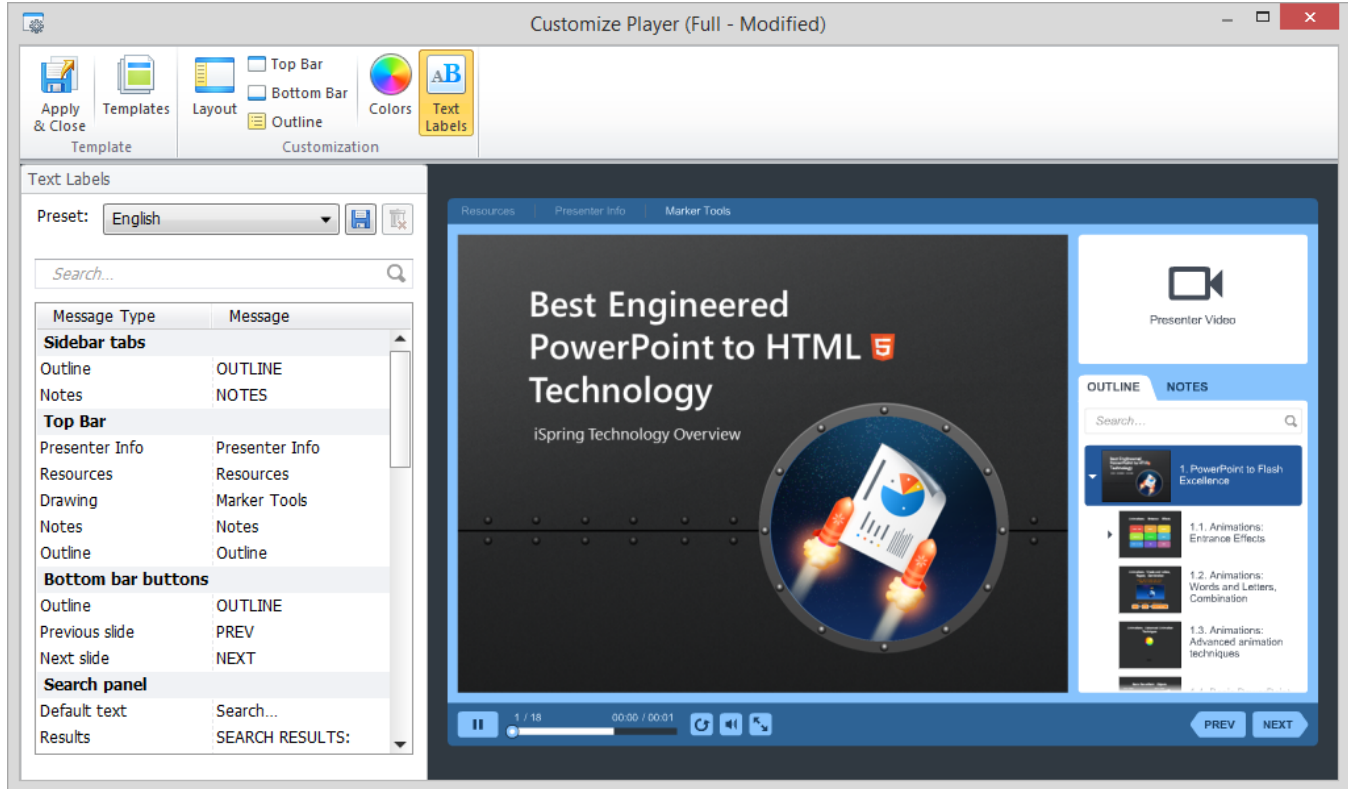 Customize Player (Full - Modified)
Apply
& Close
Templates
Template
Layout
Top Bar
Bottom Bar
Outline
Colors
Text
Labels
Customization
Text Labels
Preset:
English
Search...
Message Type Message
Sidebar tabs
Outline OUTLINE
Notes NOTES
Top Bar
Presenter Info Presenter Info
Resources Resources
Drawing Marker Tools
Notes Notes
Outline Outline
Bottom bar buttons
Outline OUTLINE
Previous slide PREV
Next slide NEXT
Search panel
Default text Search...
Results SEARCH RESULTS:
Resources Presenter Info Marker Tools
Best Engineered
PowerPoint to HTML 5
Technology
iSpring Technology Overview
Presenter Video
OUTLINE NOTES
Search...
1. PowerPoint to Flash
Excellence
1.1. Animations:
Entrance Effects
1.2. Animations:
Words and Letters,
Combination
1.3. Animations:
Advanced animation
techniques
1 / 18 00:00 / 00:01
PREV NEXT